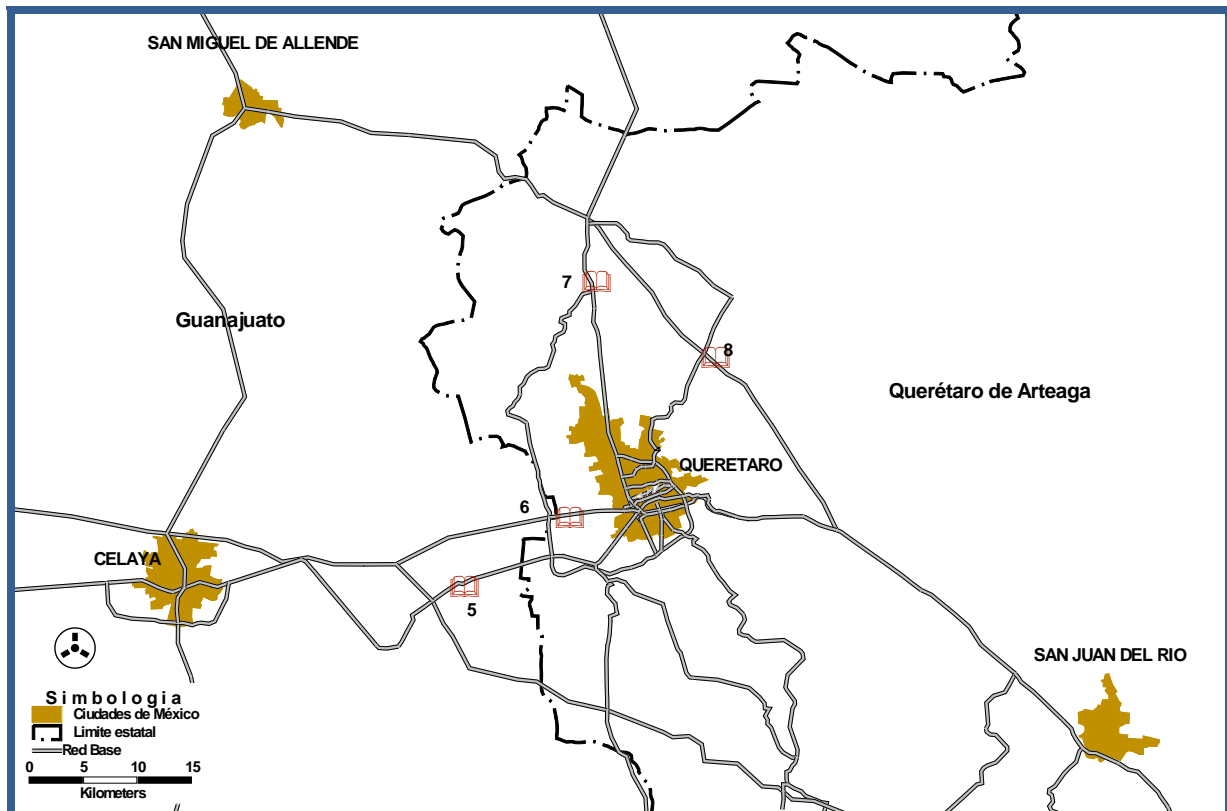 SAN MIGUEL DE ALLENDE
7
Guanajuato
8
Querétaro de Arteaga
QUERETARO
6
CELAYA
5
SAN JUAN DEL RIO
Simbologia
Ciudades de México
Limite estatal
Red Base
0 5 10 15
Kilometers